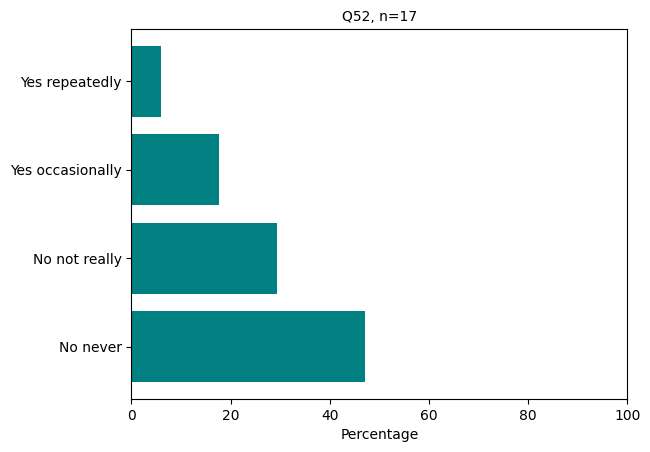 Q52, n=17
Yes repeatedly
Yes occasionally
No not really
No never
0 20 40 60 80 100
Percentage